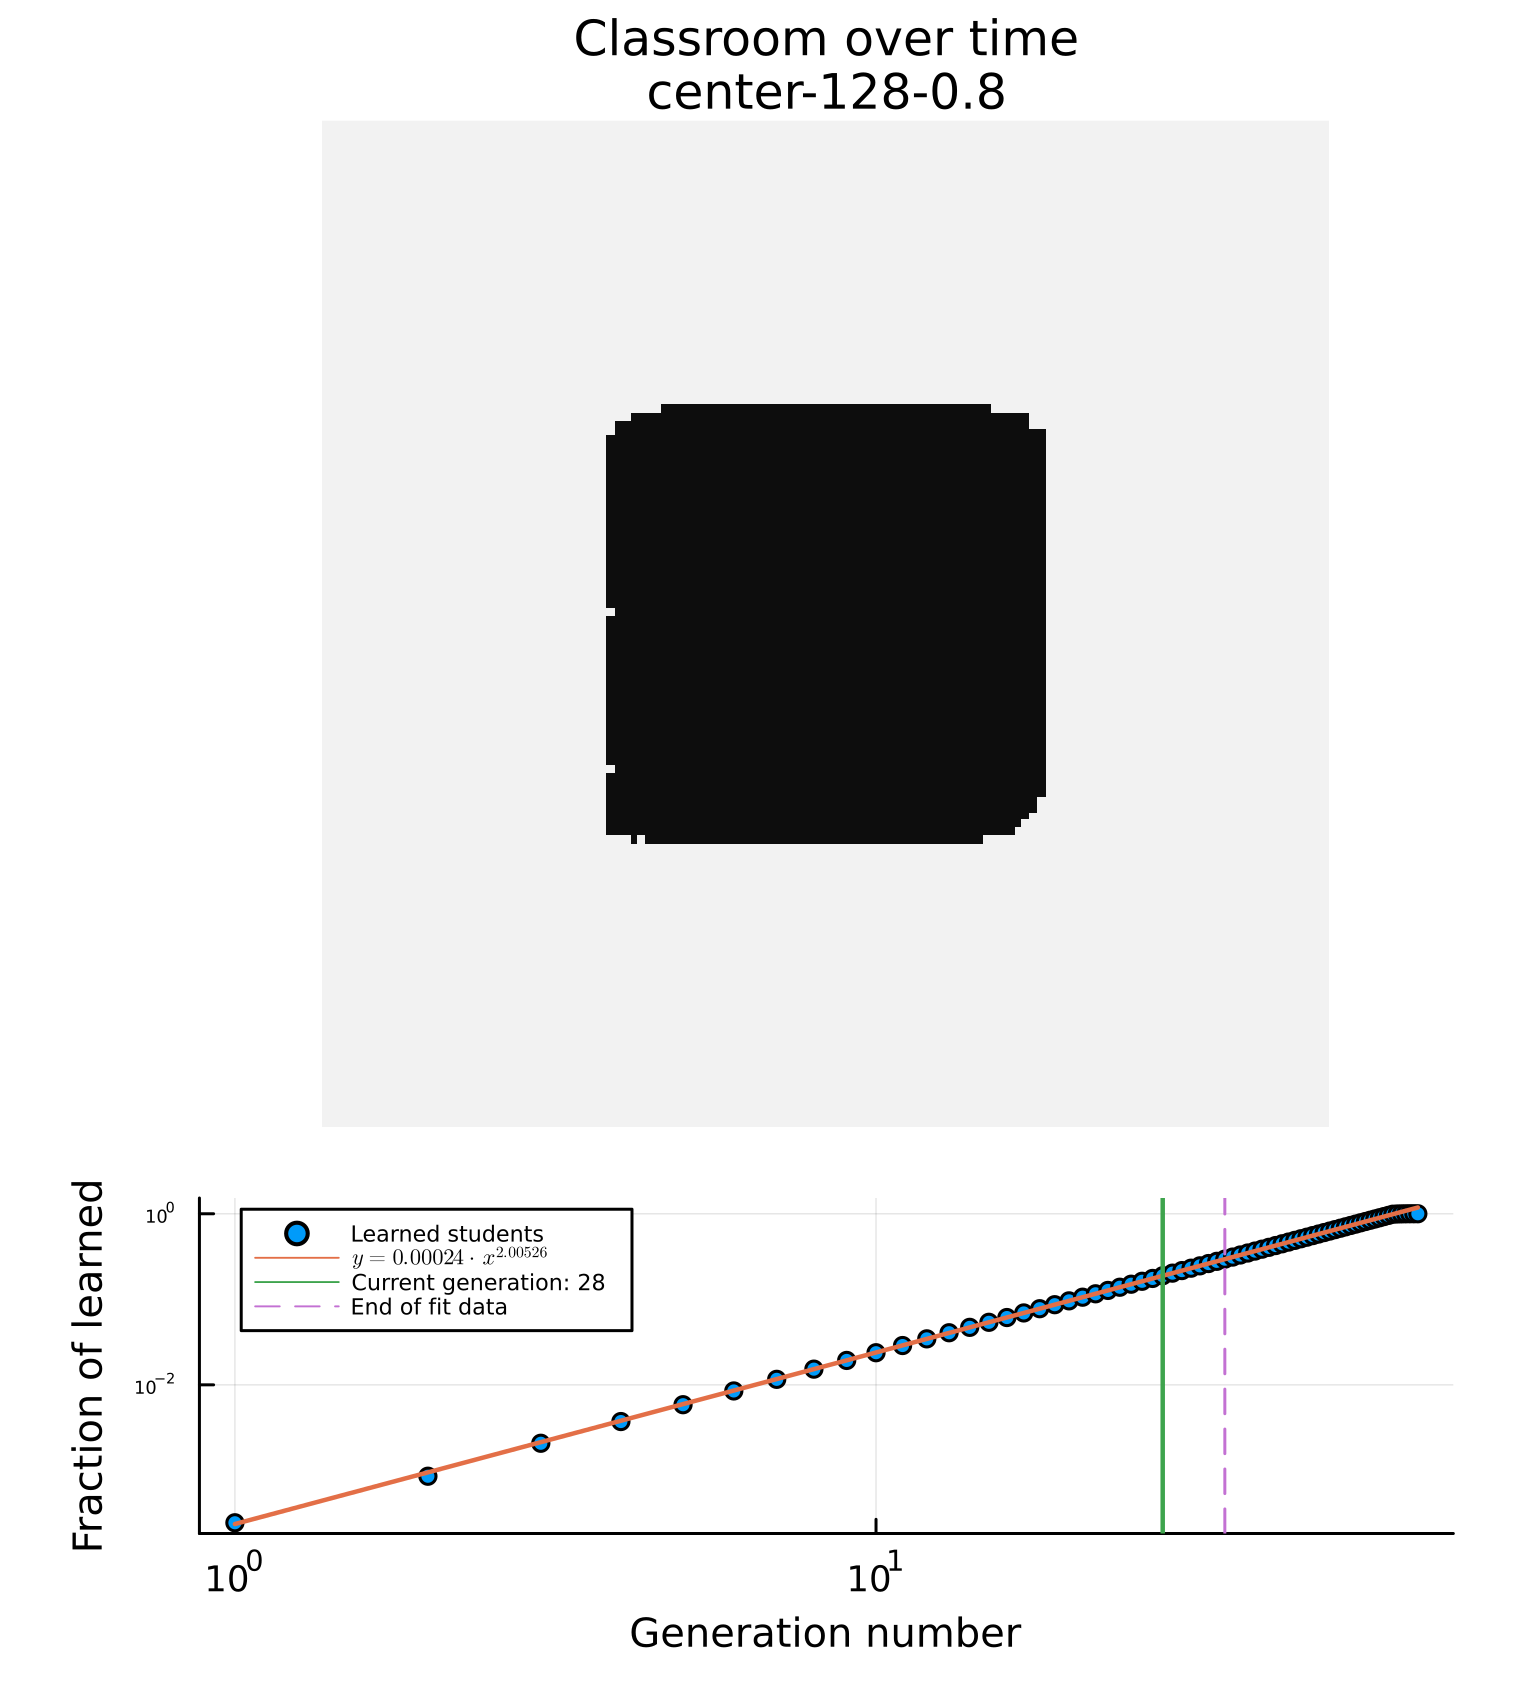 Classroom over time
center-128-0.8
Fraction of learned
10^0
10^-2
Learned students
y = 0.00024 · x^2.00526
Current generation: 28
End of fit data
10^0
10^1
Generation number